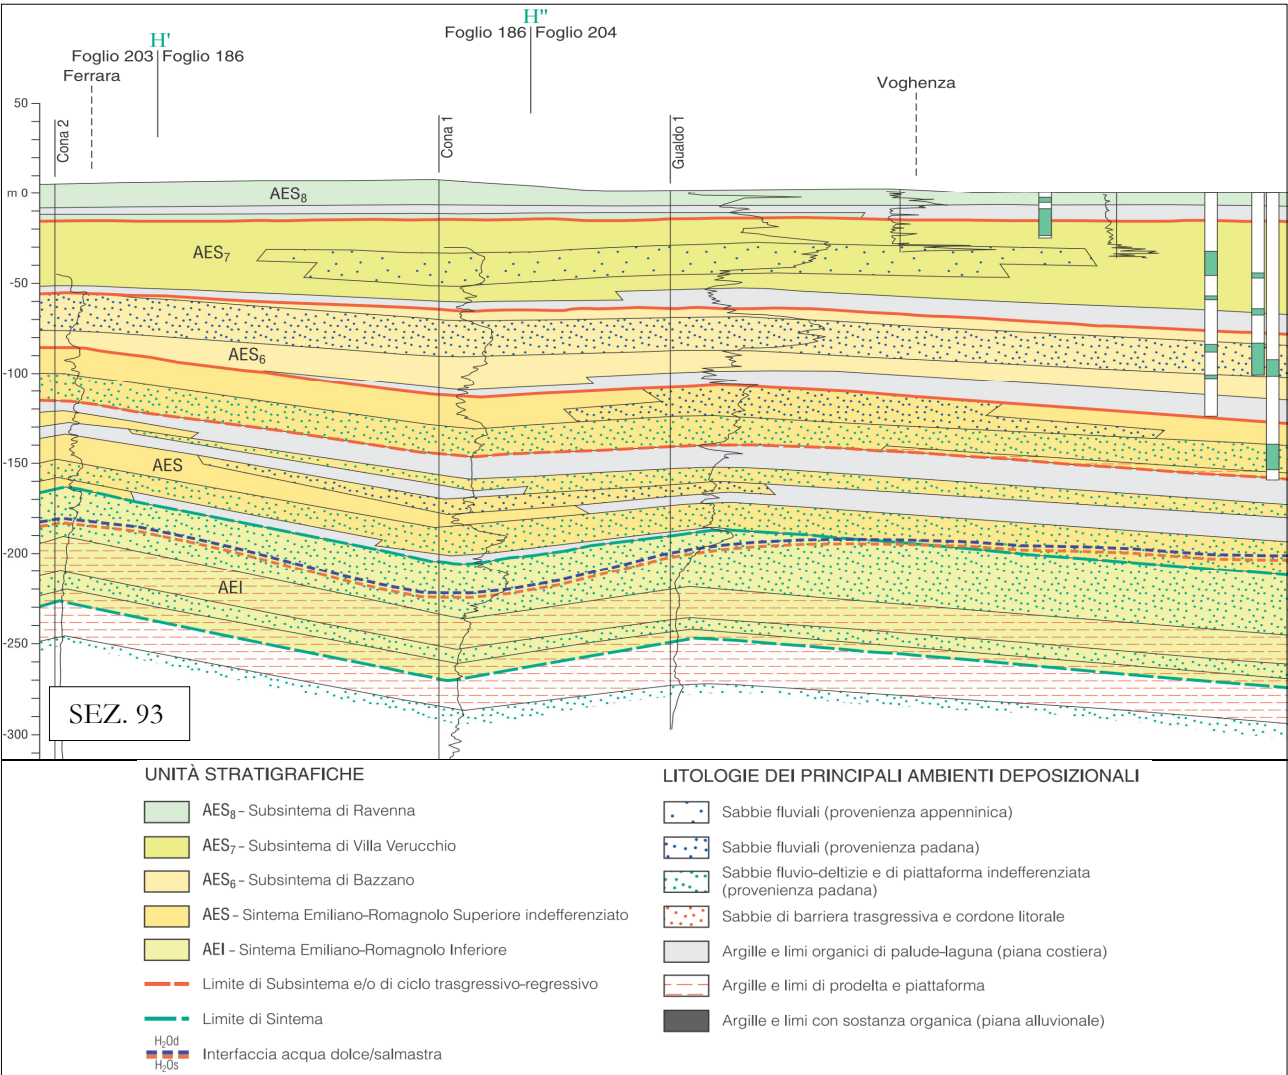 H' H"
Foglio 203 Foglio 186
Foglio 186 Foglio 204
Ferrara
Voghenza
Cona 2
Cona 1
Gualdo 1
50
m 0
-50
-100
-150
-200
-250
-300
AES8
AES7
AES6
AES
AEI
SEZ. 93
UNITÀ STRATIGRAFICHE
AES8 – Subsintema di Ravenna
AES7 – Subsintema di Villa Verucchio
AES6 – Subsintema di Bazzano
AES – Sintema Emiliano-Romagnolo Superiore indefferenziato
AEI – Sintema Emiliano-Romagnolo Inferiore
Limite di Subsintema e/o di ciclo trasgressivo-regressivo
Limite di Sintema
H2Od
H2Os
Interfaccia acqua dolce/salmastra
LITOLOGIE DEI PRINCIPALI AMBIENTI DEPOSIZIONALI
Sabbie fluviali (provenienza appenninica)
Sabbie fluviali (provenienza padana)
Sabbie fluvio-deltizie e di piattaforma indefferenziata
(provenienza padana)
Sabbie di barriera trasgressiva e cordone litorale
Argille e limi organici di palude-laguna (piana costiera)
Argille e limi di prodelta e piattaforma
Argille e limi con sostanza organica (piana alluvionale)